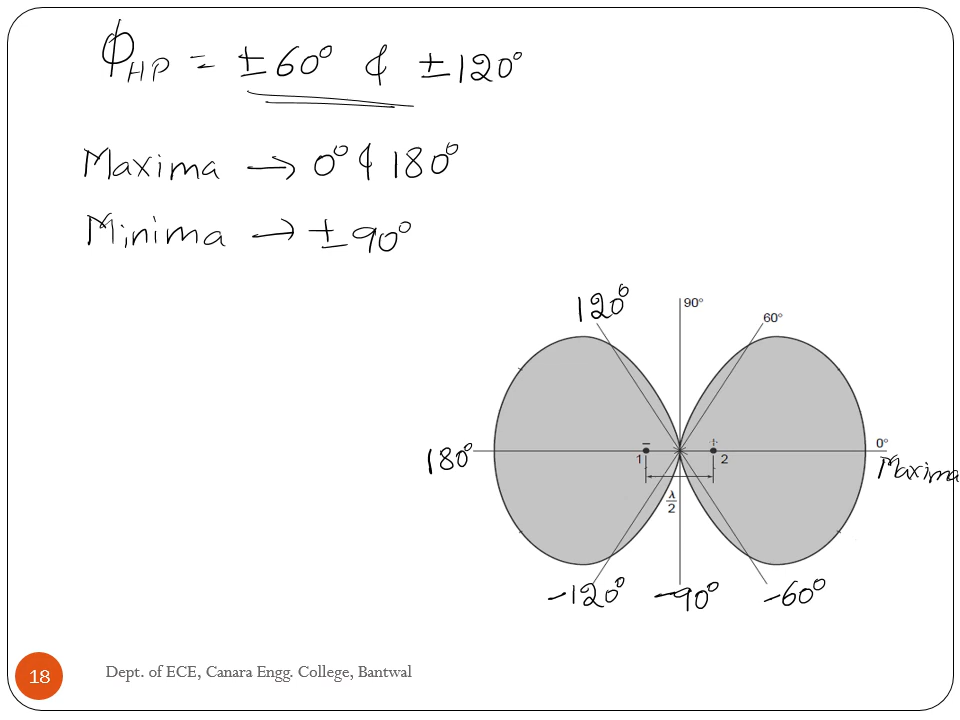 ϕHP = ±60° & ±120°
Maxima → 0° & 180°
Minima → ±90°
120°
90°
60°
180°
–
1
+
2
0°
Maxima
λ/2
-120°
-90°
-60°
18
Dept. of ECE, Canara Engg. College, Bantwal